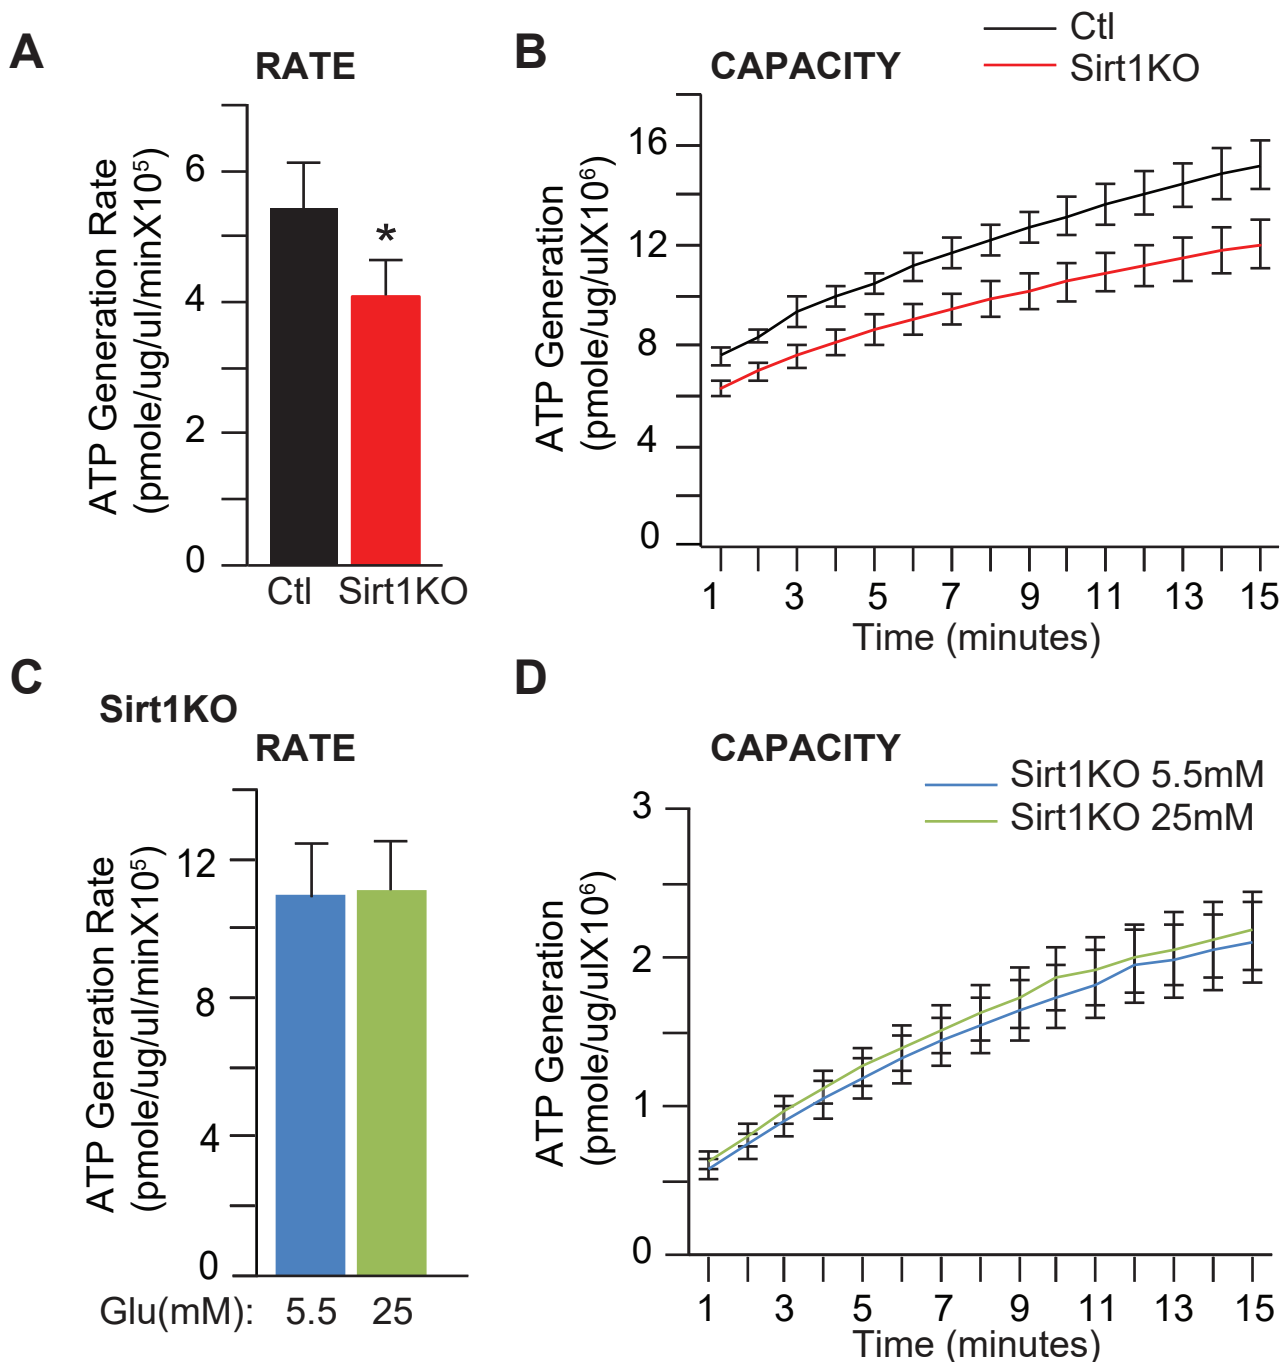 A
RATE
ATP Generation Rate
(pmole/ug/ul/minX10⁵)
6
4
2
0
*
Ctl Sirt1KO
B
CAPACITY
Ctl
Sirt1KO
ATP Generation
(pmole/ug/ulX10⁶)
16
12
8
4
0
1 3 5 7 9 11 13 15
Time (minutes)
C
Sirt1KO
RATE
ATP Generation Rate
(pmole/ug/ul/minX10⁵)
12
8
4
0
Glu(mM): 5.5 25
D
CAPACITY
Sirt1KO 5.5mM
Sirt1KO 25mM
ATP Generation
(pmole/ug/ulX10⁶)
3
2
1
0
1 3 5 7 9 11 13 15
Time (minutes)